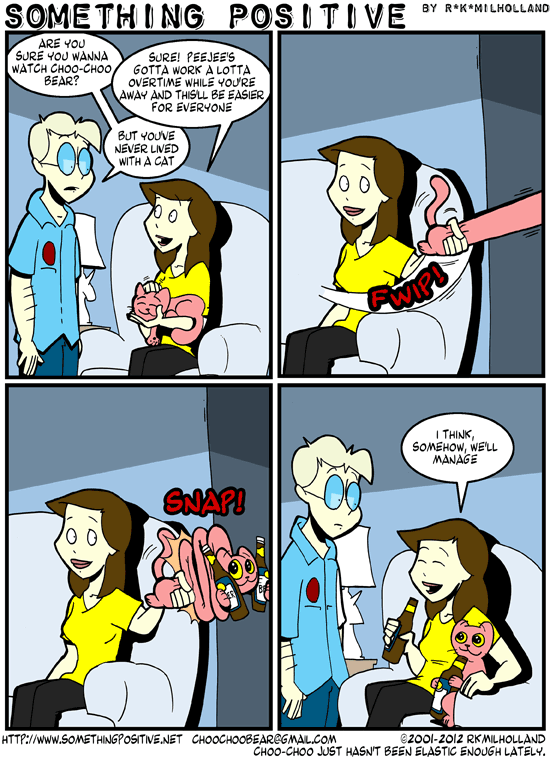 SOMETHING POSITIVE BY R*K*MILHOLLAND
ARE YOU
SURE YOU WANNA
WATCH CHOO-CHOO
BEAR?
SURE! PEEJEE'S
GOTTA WORK A LOTTA
OVERTIME WHILE YOU'RE
AWAY AND THIS'LL BE EASIER
FOR EVERYONE
BUT YOU'VE
NEVER LIVED
WITH A CAT
FWIP!
SNAP!
BE
I THINK,
SOMEHOW, WE'LL
MANAGE
HTTP://WWW.SOMETHINGPOSITIVE.NET CHOOCHOOBEAR@GMAIL.COM ©2001-2012 RKMILHOLLAND
CHOO-CHOO JUST HASN'T BEEN ELASTIC ENOUGH LATELY.